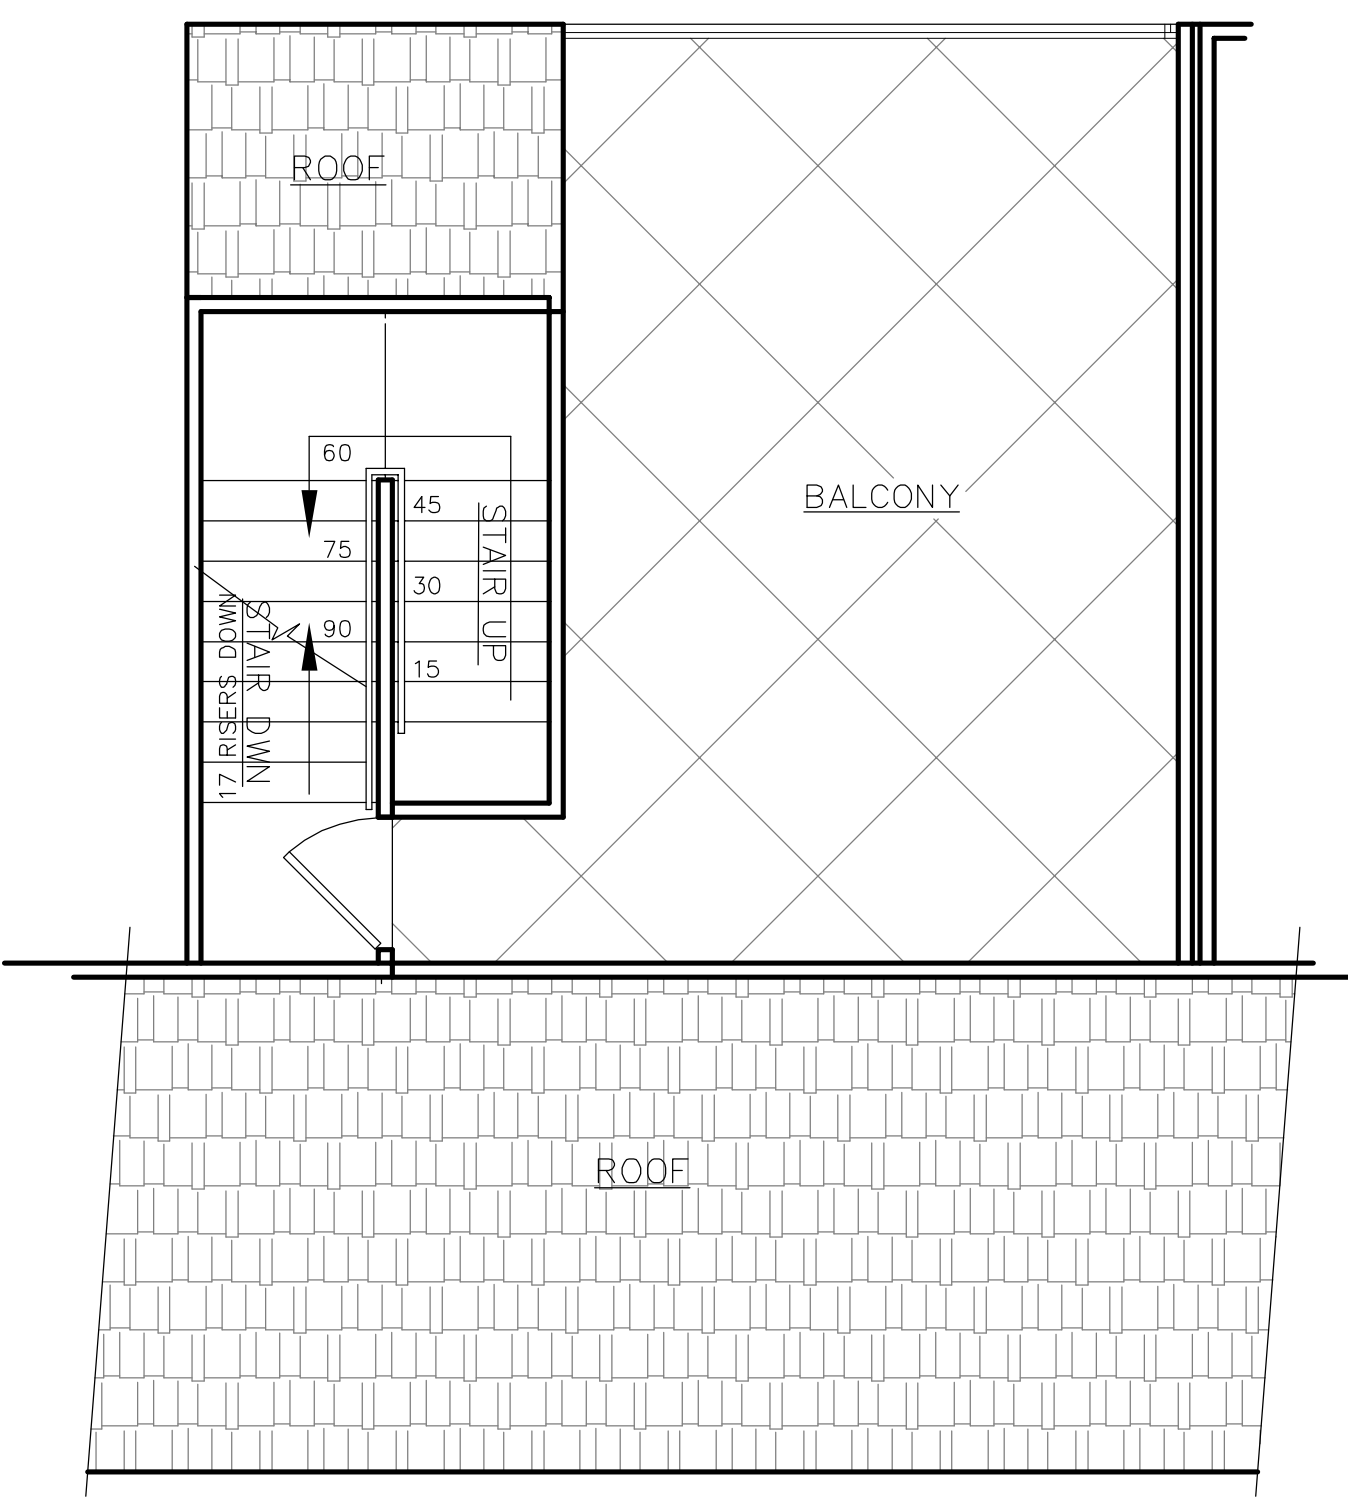 ROOF
60
45
75
30
90
15
STAIR UP
STAIR DWN
17 RISERS DOWN
BALCONY
ROOF